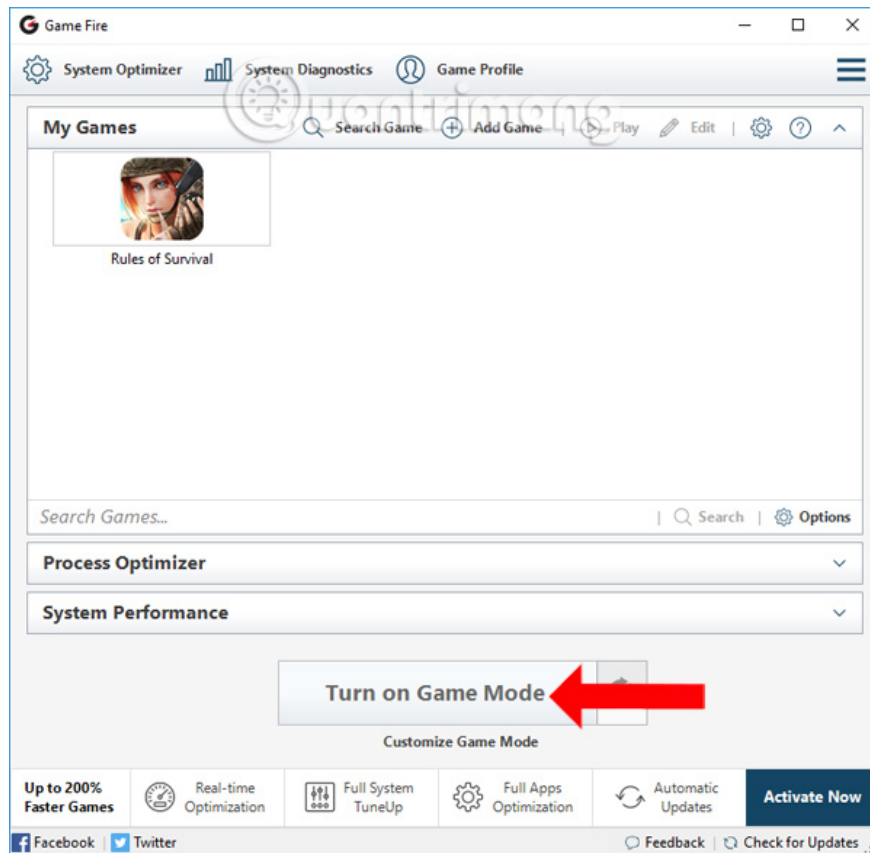 Game Fire
System Optimizer System Diagnostics Game Profile
Quantrimang
My Games Search Game Add Game | Play Edit |
Rules of Survival
Search Games... | Search | Options
Process Optimizer
System Performance
Turn on Game Mode
Customize Game Mode
Up to 200% Real-time Full System Full Apps Automatic Activate Now
Faster Games Optimization TuneUp Optimization Updates
Facebook | Twitter Feedback | Check for Updates